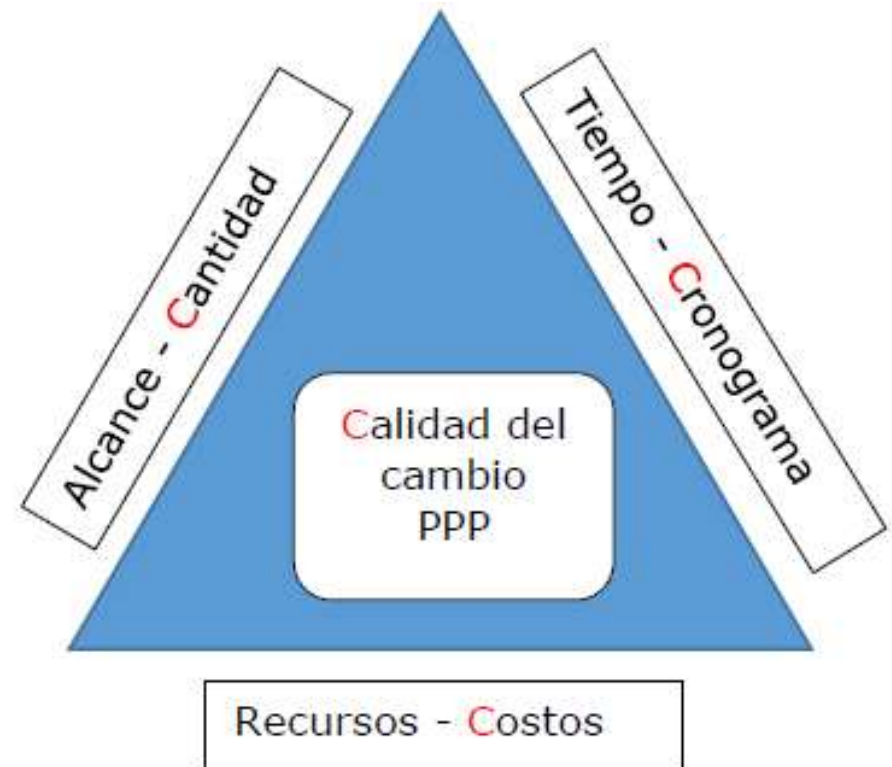 Alcance - Cantidad
Tiempo - Cronograma
Calidad del
cambio
PPP
Recursos - Costos